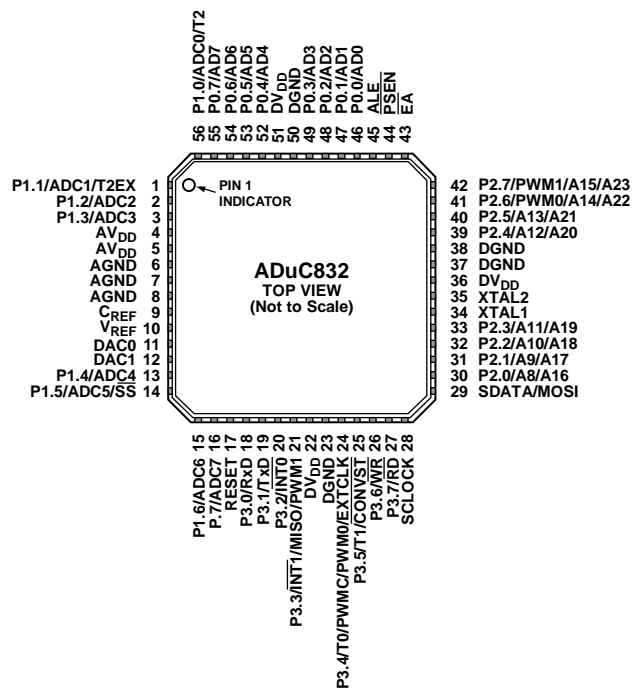 56 P1.0/ADC0/T2
55 P0.7/AD7
54 P0.6/AD6
53 P0.5/AD5
52 P0.4/AD4
51 DVDD
50 DGND
49 P0.3/AD3
48 P0.2/AD2
47 P0.1/AD1
46 P0.0/AD0
45 ALE
44 PSEN
43 EA
P1.1/ADC1/T2EX 1
P1.2/ADC2 2
P1.3/ADC3 3
AVDD 4
AVDD 5
AGND 6
AGND 7
AGND 8
CREF 9
VREF 10
DAC0 11
DAC1 12
P1.4/ADC4 13
P1.5/ADC5/SS 14
PIN 1
INDICATOR
ADuC832
TOP VIEW
(Not to Scale)
42 P2.7/PWM1/A15/A23
41 P2.6/PWM0/A14/A22
40 P2.5/A13/A21
39 P2.4/A12/A20
38 DGND
37 DGND
36 DVDD
35 XTAL2
34 XTAL1
33 P2.3/A11/A19
32 P2.2/A10/A18
31 P2.1/A9/A17
30 P2.0/A8/A16
29 SDATA/MOSI
P1.6/ADC6 15
P.7/ADC7 16
RESET 17
P3.0/RxD 18
P3.1/TxD 19
P3.2/INT0 20
P3.3/INT1/MISO/PWM1 21
DVDD 22
DGND 23
P3.4/T0/PWMC/PWM0/EXTCLK 24
P3.5/T1/CONVST 25
P3.6/WR 26
P3.7/RD 27
SCLOCK 28